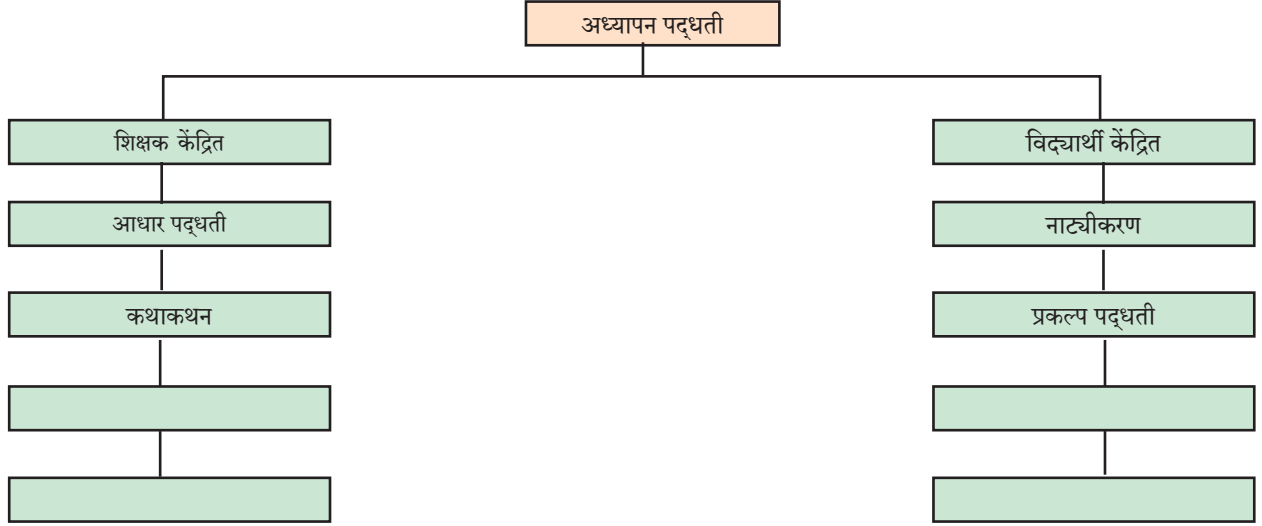 अध्यापन पद्धती
शिक्षक केंद्रित
विद्यार्थी केंद्रित
आधार पद्धती
नाट्यीकरण
कथाकथन
प्रकल्प पद्धती